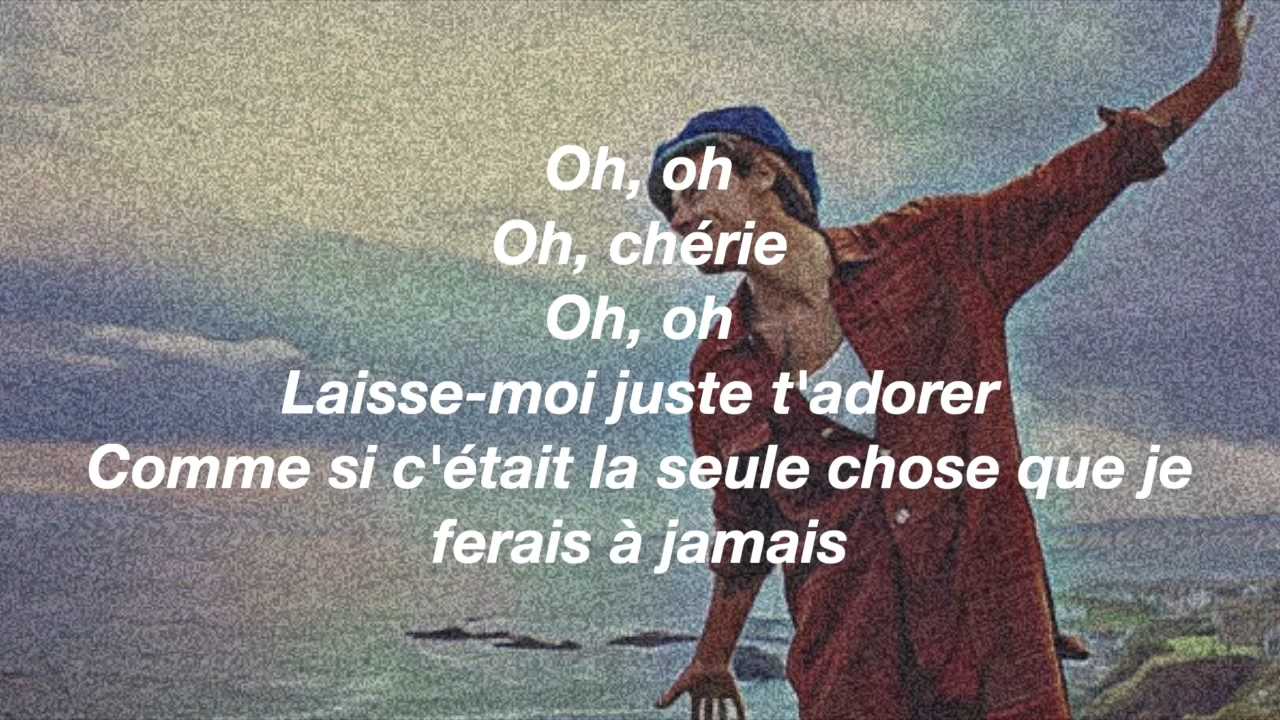 Oh, oh
Oh, chérie
Oh, oh
Laisse-moi juste t'adorer
Comme si c'était la seule chose que je
ferais à jamais